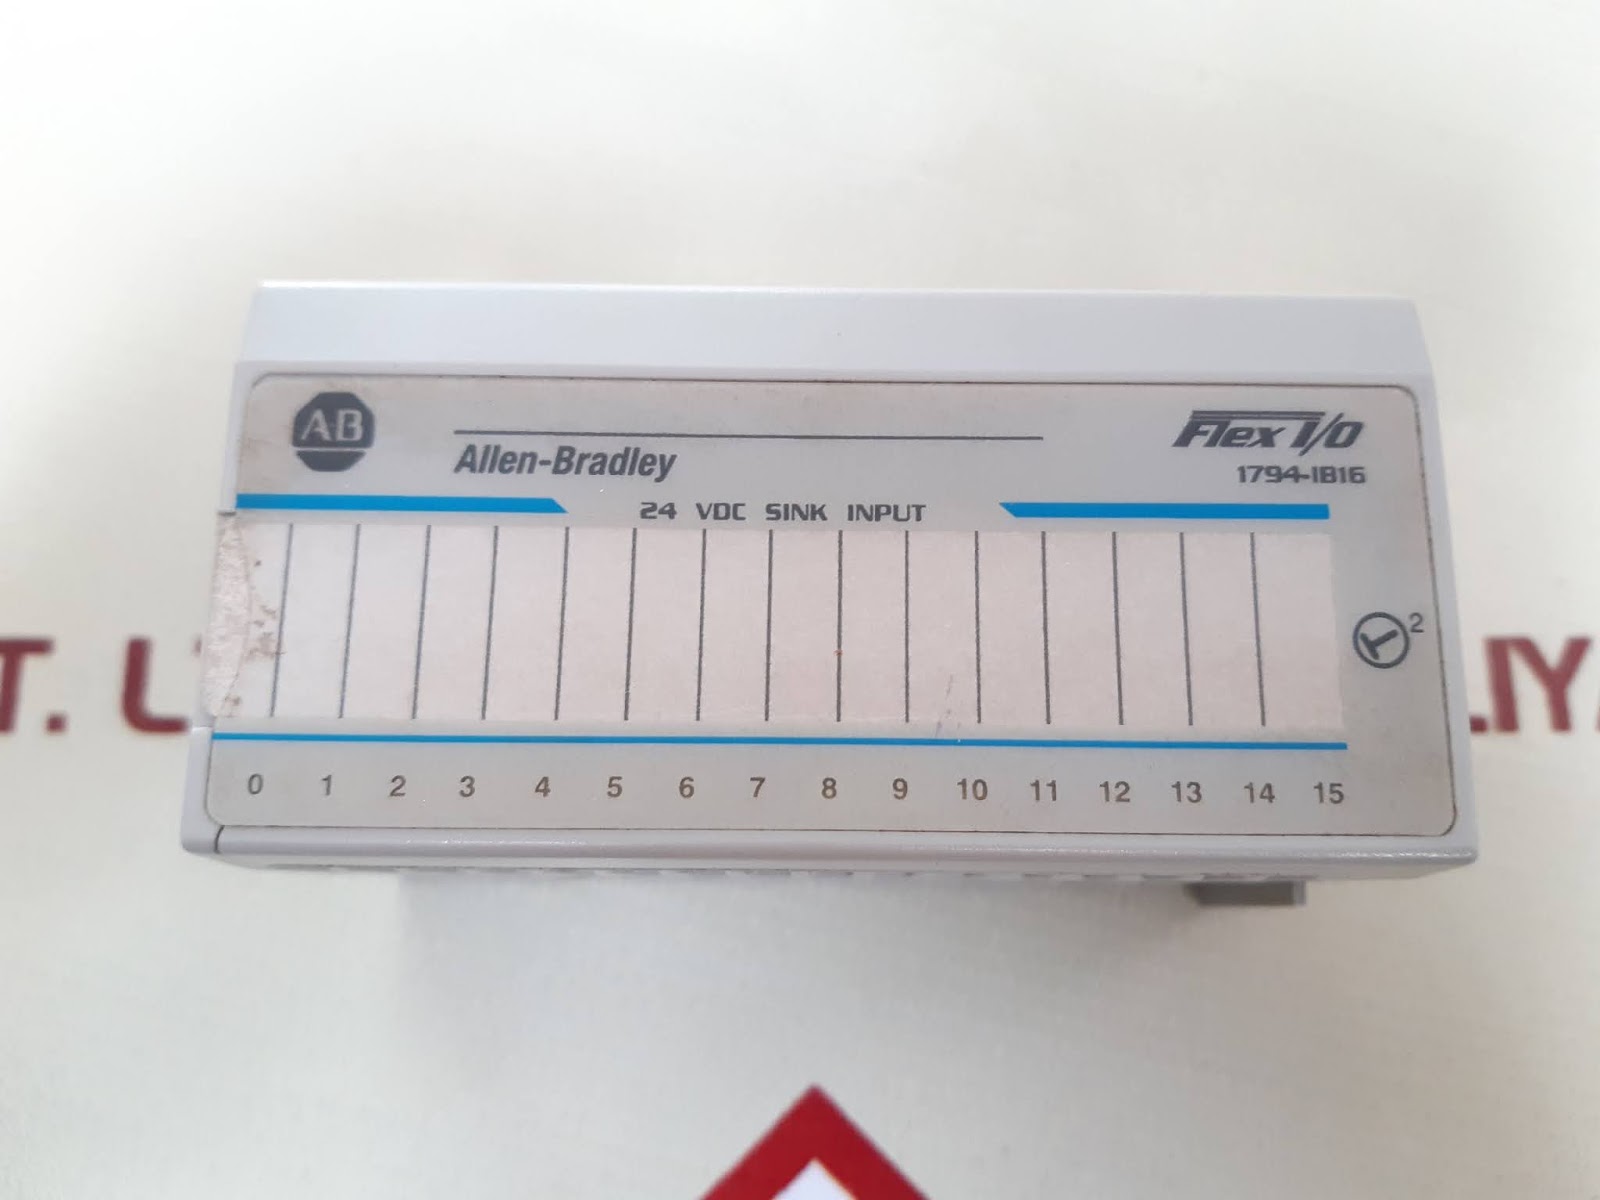 AB
Allen-Bradley
Flex I/O
1794-IB16
24 VDC SINK INPUT
2
0 1 2 3 4 5 6 7 8 9 10 11 12 13 14 15